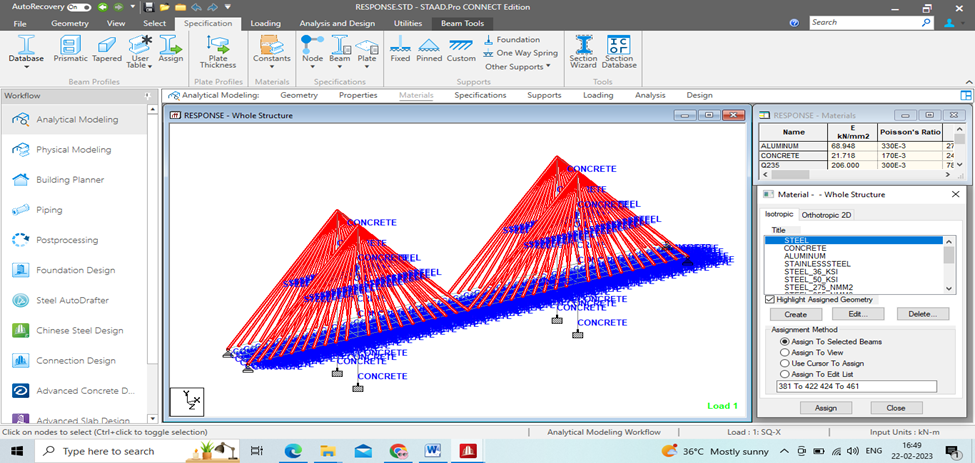 AutoRecovery On RESPONSE.STD - STAAD.Pro CONNECT Edition
File Geometry View Select Specification Loading Analysis and Design Utilities Beam Tools Search
Database Prismatic Tapered User Table Assign
Beam Profiles
Plate Thickness
Plate Profiles
Constants
Materials
Node Beam Plate
Specifications
Fixed Pinned Custom
Foundation
One Way Spring
Other Supports
Supports
Section Wizard Section Database
Tools
Workflow
Analytical Modeling
Physical Modeling
Building Planner
Piping
Postprocessing
Foundation Design
Steel AutoDrafter
Chinese Steel Design
Connection Design
Advanced Concrete D...
Advanced Slab Design
Analytical Modeling: Geometry Properties Materials Specifications Supports Loading Analysis Design
RESPONSE - Whole Structure
CONCRETE
CONCRETE
CONCRETE
CONCRETE
CONCRETE
CONCRETE
Y
X
Z
Load 1
RESPONSE - Materials
Name E kN/mm2 Poisson's Ratio
ALUMINUM 68.948 330E-3 27
CONCRETE 21.718 170E-3 24
Q235 206.000 300E-3 78
Material - - Whole Structure
Isotropic Orthotropic 2D
Title
STEEL
CONCRETE
ALUMINUM
STAINLESSSTEEL
STEEL_36_KSI
STEEL_50_KSI
STEEL_275_NMM2
Highlight Assigned Geometry
Create Edit... Delete...
Assignment Method
Assign To Selected Beams
Assign To View
Use Cursor To Assign
Assign To Edit List
381 To 422 424 To 461
Assign Close
Click on nodes to select (Ctrl+click to toggle selection) Analytical Modeling Workflow Load : 1: SQ-X Input Units : kN-m
Type here to search
36°C Mostly sunny
ENG
16:49
22-02-2023
1